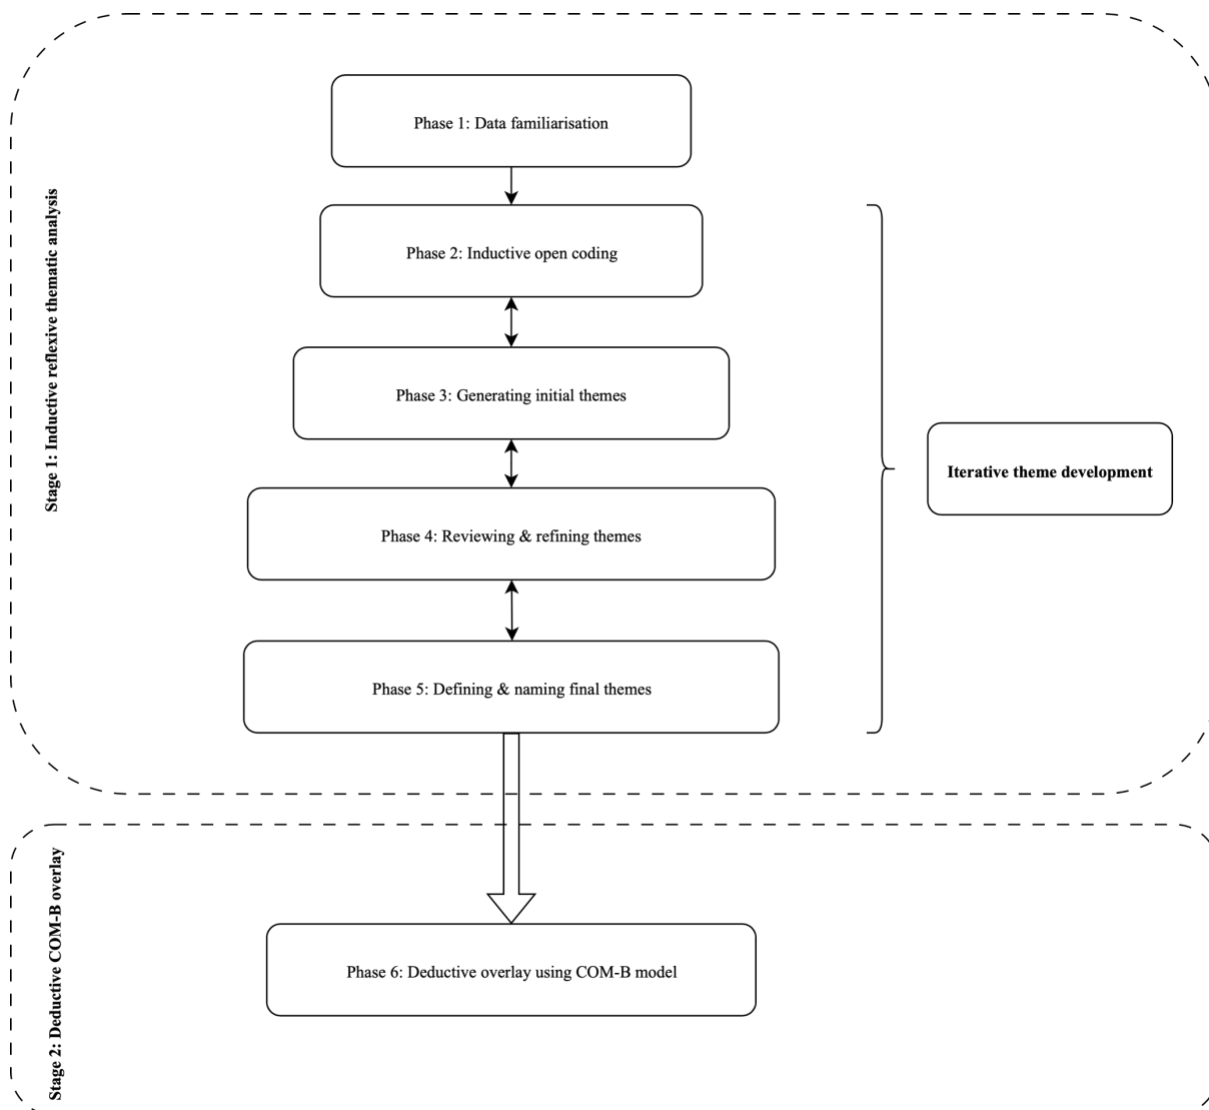 Stage 1: Inductive reflexive thematic analysis
Phase 1: Data familiarisation
Phase 2: Inductive open coding
Phase 3: Generating initial themes
Phase 4: Reviewing & refining themes
Phase 5: Defining & naming final themes
Iterative theme development
Stage 2: Deductive COM-B overlay
Phase 6: Deductive overlay using COM-B model